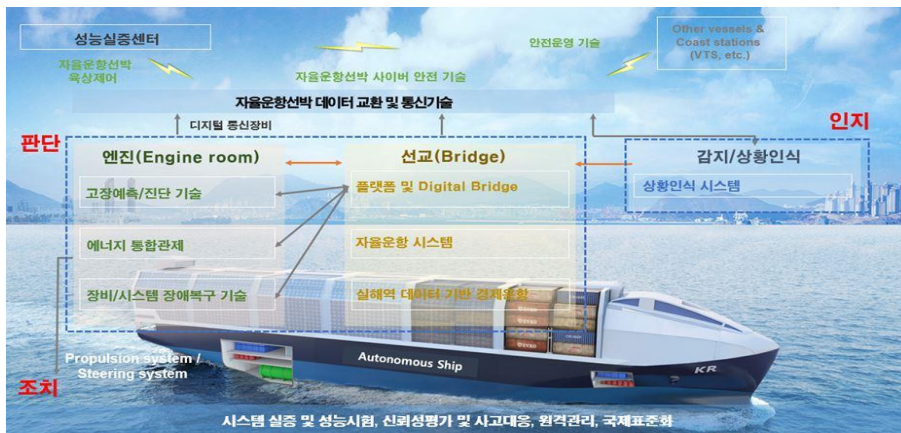 성능실증센터
자율운항선박
육상제어
자율운항선박 사이버 안전 기술
안전운영 기술
Other vessels &
Coast stations
(VTS, etc.)
자율운항선박 데이터 교환 및 통신기술
디지털 통신장비
판단
인지
엔진(Engine room)
선교(Bridge)
감지/상황인식
고장예측/진단 기술
플랫폼 및 Digital Bridge
상황인식 시스템
에너지 통합관제
자율운항 시스템
장비/시스템 장애복구 기술
실해역 데이터 기반 경제운항
Propulsion system /
Steering system
조치
Autonomous Ship
KR
시스템 실증 및 성능시험, 신뢰성평가 및 사고대응, 원격관리, 국제표준화